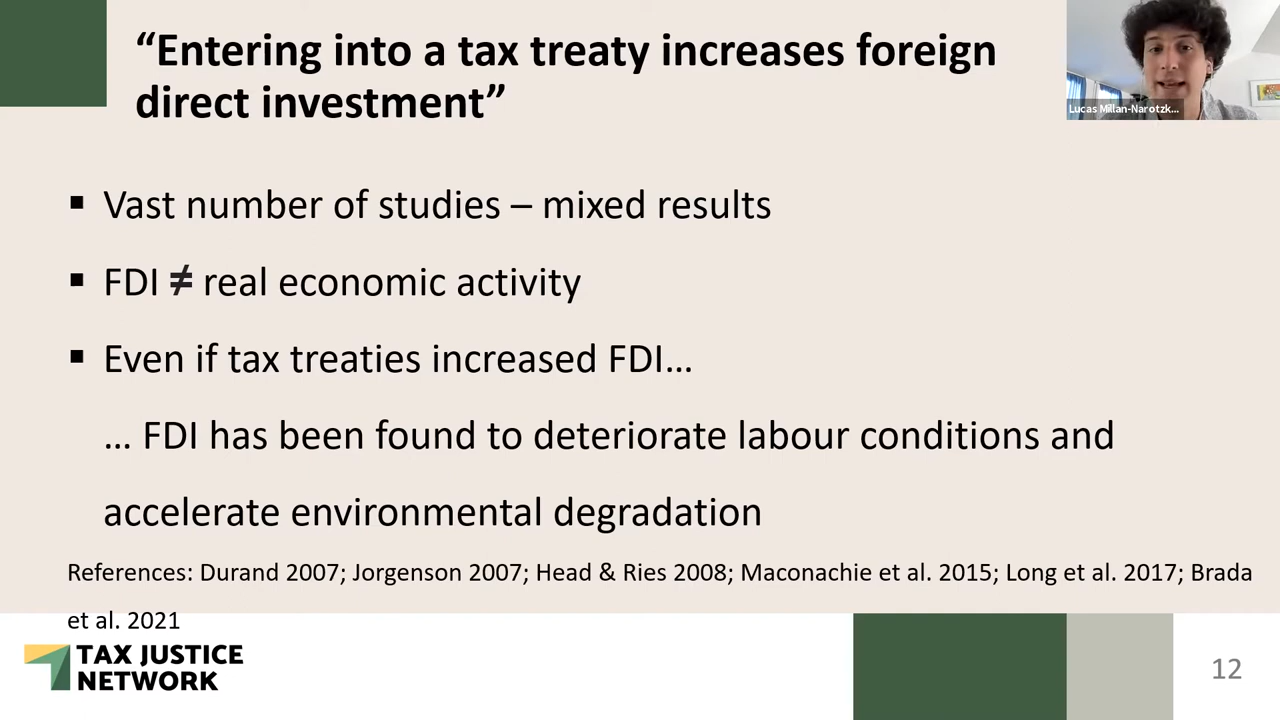 “Entering into a tax treaty increases foreign
direct investment”
Lucas Millan-Narotzk...
▪ Vast number of studies – mixed results
▪ FDI ≠ real economic activity
▪ Even if tax treaties increased FDI…
… FDI has been found to deteriorate labour conditions and
accelerate environmental degradation
References: Durand 2007; Jorgenson 2007; Head & Ries 2008; Maconachie et al. 2015; Long et al. 2017; Brada
et al. 2021
TAX JUSTICE
NETWORK
12